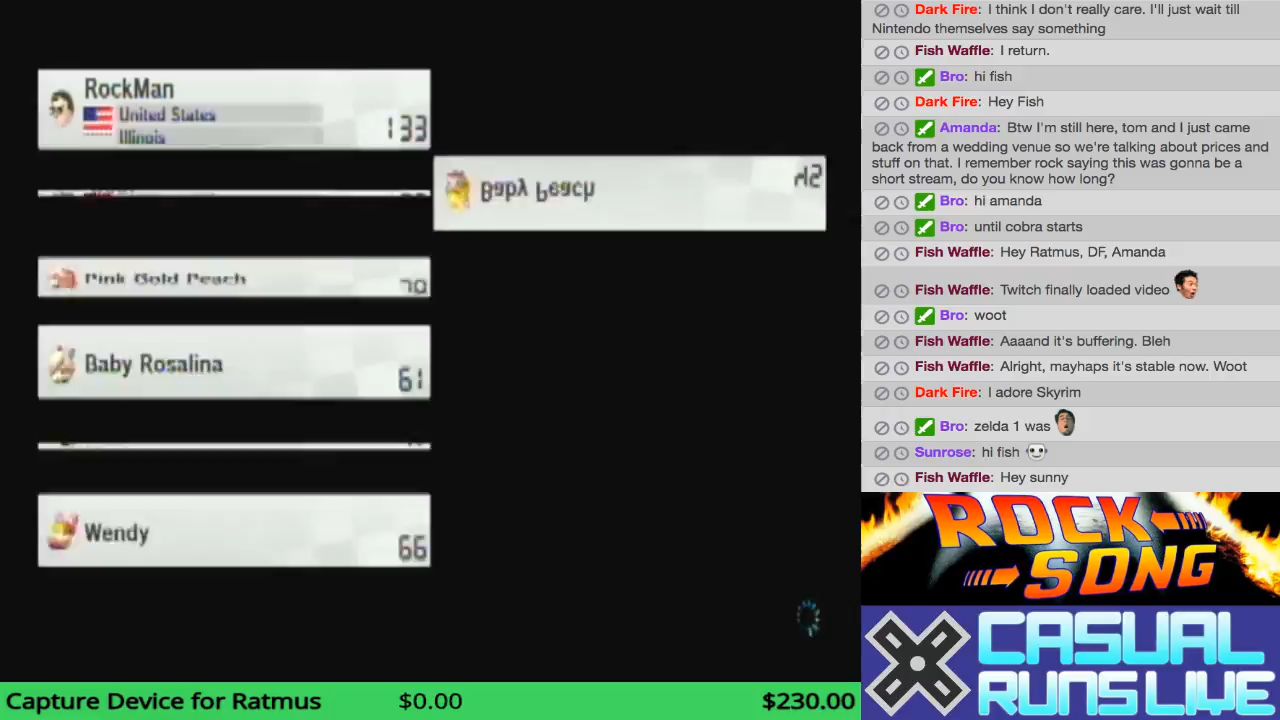 RockMan
United States
Illinois
133
Baby Peach
Pink Gold Peach
70
Baby Rosalina
61
Wendy
66
Capture Device for Ratmus $0.00 $230.00
Dark Fire: I think I don't really care. I'll just wait till
Nintendo themselves say something
Fish Waffle: I return.
Bro: hi fish
Dark Fire: Hey Fish
Amanda: Btw I'm still here, tom and I just came
back from a wedding venue so we're talking about prices and
stuff on that. I remember rock saying this was gonna be a
short stream, do you know how long?
Bro: hi amanda
Bro: until cobra starts
Fish Waffle: Hey Ratmus, DF, Amanda
Fish Waffle: Twitch finally loaded video
Bro: woot
Fish Waffle: Aaaand it's buffering. Bleh
Fish Waffle: Alright, mayhaps it's stable now. Woot
Dark Fire: I adore Skyrim
Bro: zelda 1 was
Sunrose: hi fish
Fish Waffle: Hey sunny
ROCK
SONG
CASUAL
RUNS LIVE